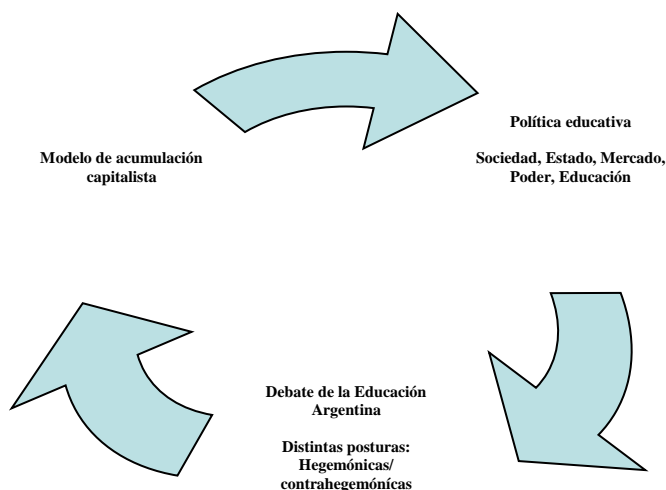 Modelo de acumulación
capitalista
Política educativa
Sociedad, Estado, Mercado,
Poder, Educación
Debate de la Educación
Argentina
Distintas posturas:
Hegemónicas/
contrahegemónícas